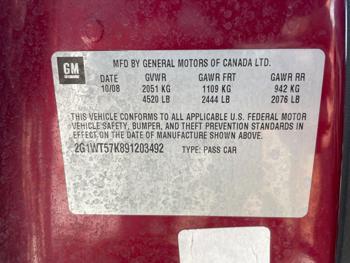 GM
MFD BY GENERAL MOTORS OF CANADA LTD.
DATE GVWR GAWR FRT GAWR RR
10/08 2051 KG 1109 KG 942 KG
4520 LB 2444 LB 2076 LB
THIS VEHICLE CONFORMS TO ALL APPLICABLE U.S. FEDERAL MOTOR
VEHICLE SAFETY, BUMPER, AND THEFT PREVENTION STANDARDS
IN EFFECT ON THE DATE OF MANUFACTURE SHOWN ABOVE.
2G1WT57K891203492 TYPE: PASS CAR